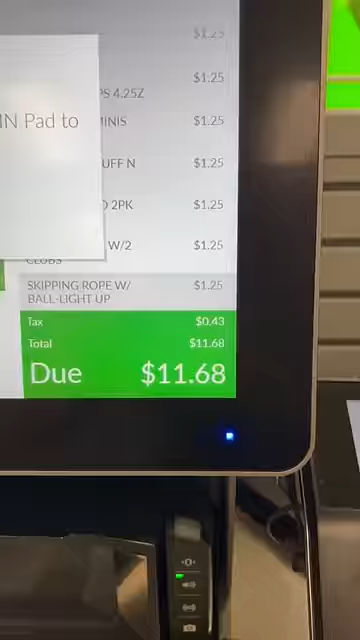 $1.25
$1.25
PS 4.25Z
MINIS $1.25
UFF N $1.25
2PK $1.25
W/2 $1.25
CLUBS
SKIPPING ROPE W/ $1.25
BALL-LIGHT UP
IN Pad to
Tax $0.43
Total $11.68
Due $11.68